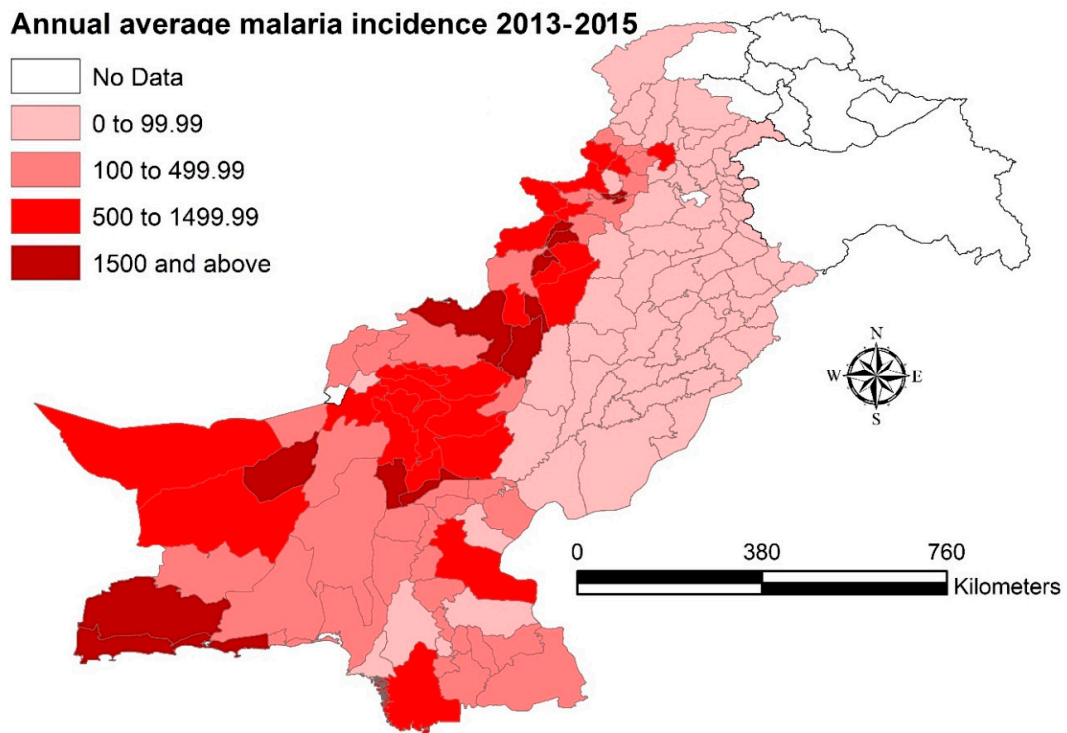 Annual average malaria incidence 2013-2015
No Data
0 to 99.99
100 to 499.99
500 to 1499.99
1500 and above
N
W E
S
0 380 760
Kilometers